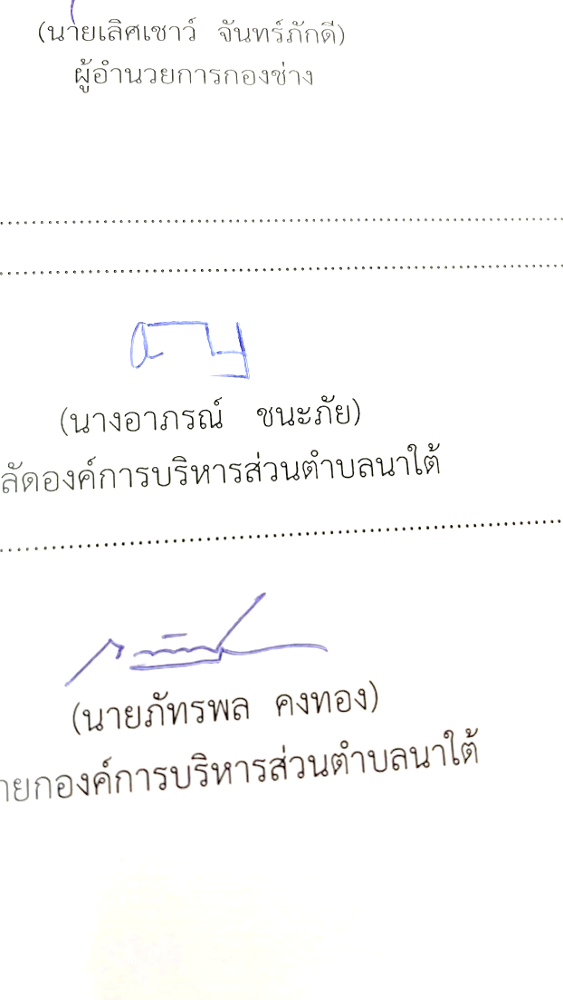 (นายเลิศเชาว์ จันทร์ภักดี)
ผู้อำนวยการกองช่าง
(นางอาภรณ์ ชนะภัย)
ลัดองค์การบริหารส่วนตำบลนาใต้
(นายภัทรพล คงทอง)
ายกองค์การบริหารส่วนตำบลนาใต้